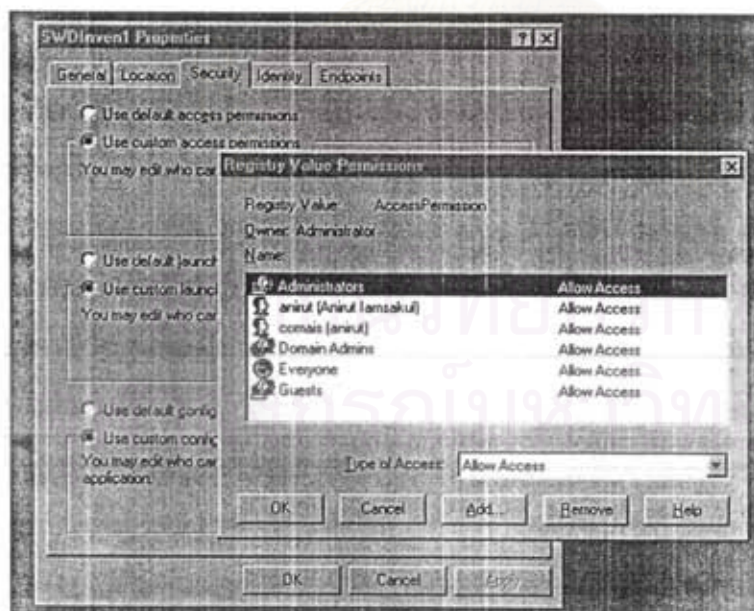 SWDInven1 Properties
General Location Security Identity Endpoints
Use default access permissions
Use custom access permissions
You may edit who car
Registry Value Permissions
Registry Value: AccessPermission
Owner: Administrator
Name:
Use default launch
Use custom launc
You may edit who car
Administrators Allow Access
anirut (Anirut Iamsakul) Allow Access
comais (anirut) Allow Access
Domain Admins Allow Access
Everyone Allow Access
Guests Allow Access
Use default config
Use custom config
You may edit who car
application.
Type of Access: Allow Access
OK Cancel Add... Remove Help
OK Cancel Apply